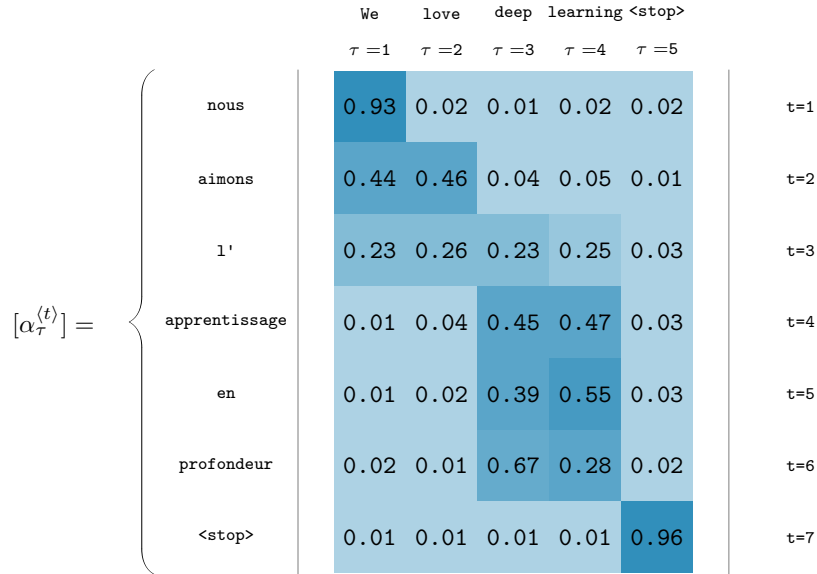 We love deep learning <stop>
τ =1 τ =2 τ =3 τ =4 τ =5
nous 0.93 0.02 0.01 0.02 0.02 t=1
aimons 0.44 0.46 0.04 0.05 0.01 t=2
l' 0.23 0.26 0.23 0.25 0.03 t=3
[α_τ^⟨t⟩] =
apprentissage 0.01 0.04 0.45 0.47 0.03 t=4
en 0.01 0.02 0.39 0.55 0.03 t=5
profondeur 0.02 0.01 0.67 0.28 0.02 t=6
<stop> 0.01 0.01 0.01 0.01 0.96 t=7